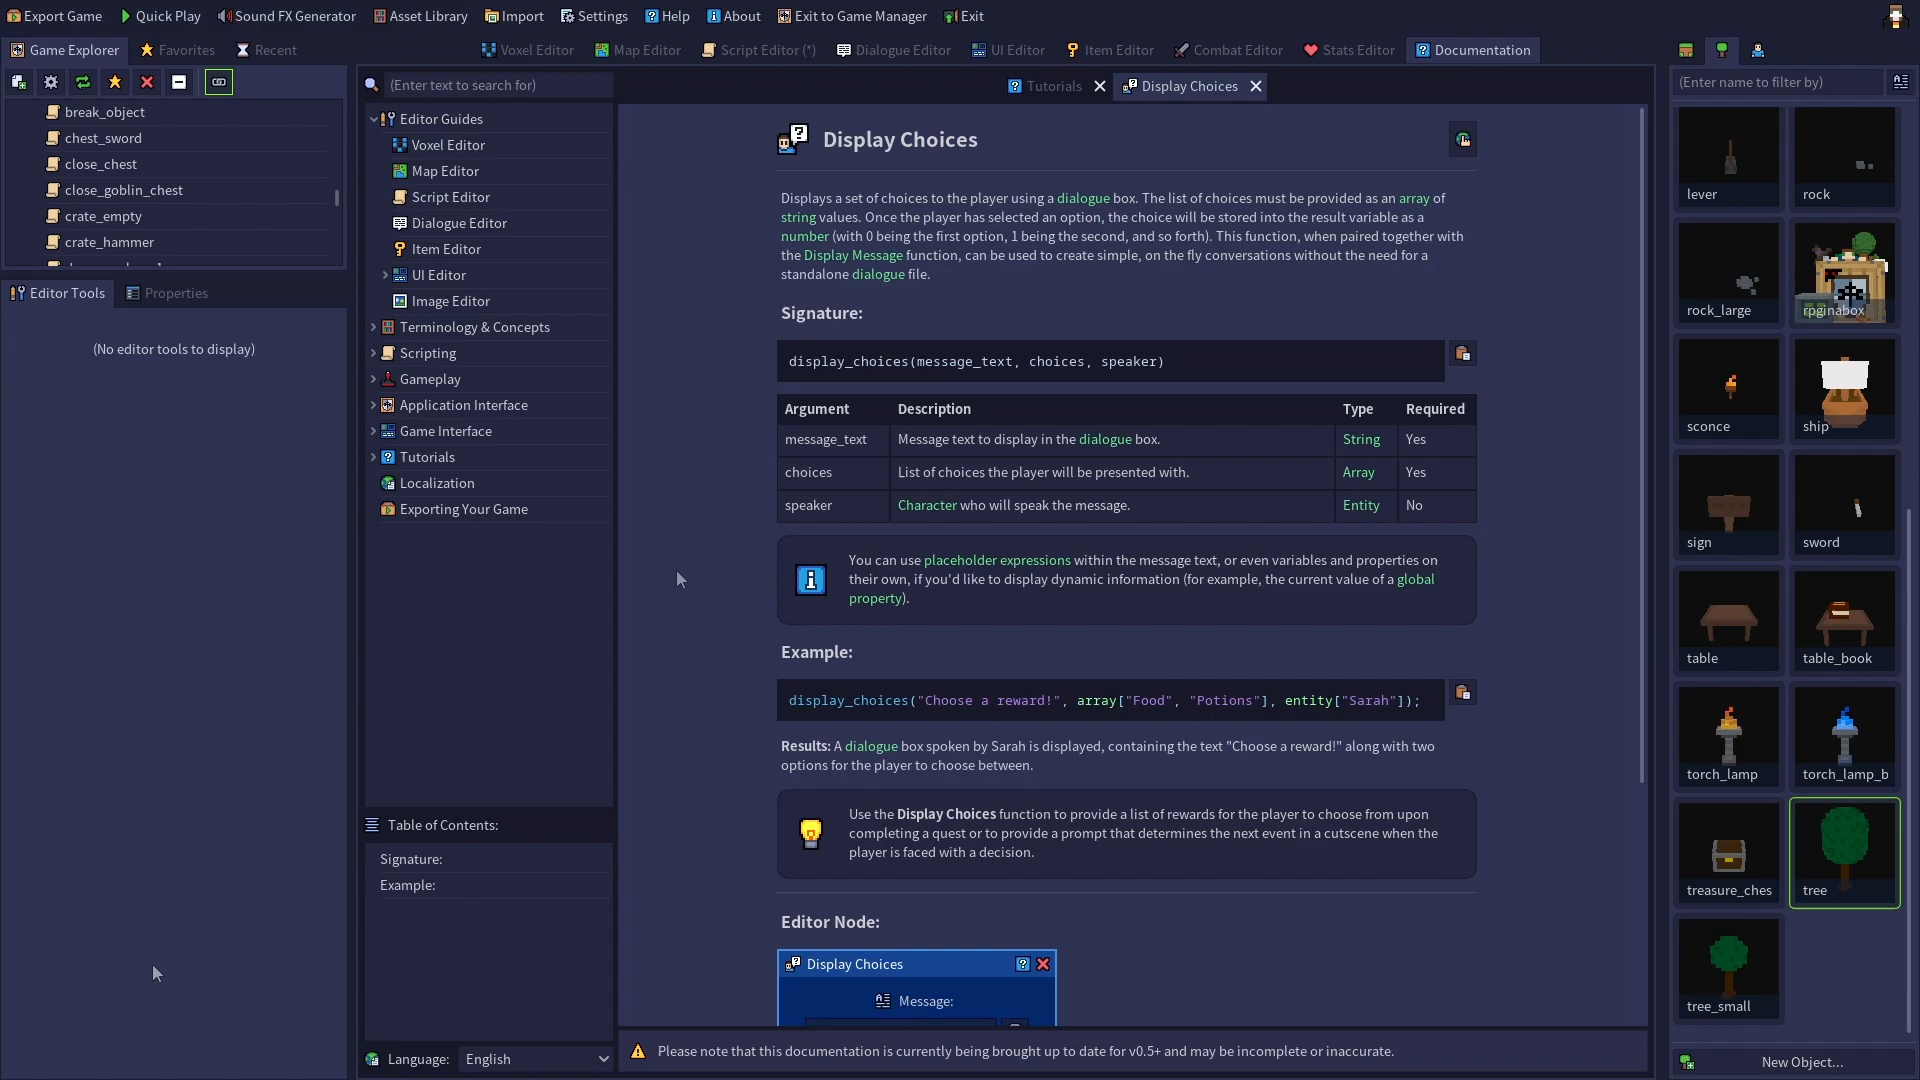 Export Game
Quick Play
Sound FX Generator
Asset Library
Import
Settings
Help
About
Exit to Game Manager
Exit
Game Explorer
Favorites
Recent
Voxel Editor
Map Editor
Script Editor (*)
Dialogue Editor
UI Editor
Item Editor
Combat Editor
Stats Editor
Documentation
break_object
chest_sword
close_chest
close_goblin_chest
crate_empty
crate_hammer
Editor Tools
Properties
(No editor tools to display)
(Enter text to search for)
Editor Guides
Voxel Editor
Map Editor
Script Editor
Dialogue Editor
Item Editor
UI Editor
Image Editor
Terminology & Concepts
Scripting
Gameplay
Application Interface
Game Interface
Tutorials
Localization
Exporting Your Game
Table of Contents:
Signature:
Example:
Language:
English
Tutorials
Display Choices
Display Choices
Displays a set of choices to the player using a dialogue box. The list of choices must be provided as an array of
string values. Once the player has selected an option, the choice will be stored into the result variable as a
number (with 0 being the first option, 1 being the second, and so forth). This function, when paired together with
the Display Message function, can be used to create simple, on the fly conversations without the need for a
standalone dialogue file.
Signature:
display_choices(message_text, choices, speaker)
Argument Description Type Required
message_text Message text to display in the dialogue box. String Yes
choices List of choices the player will be presented with. Array Yes
speaker Character who will speak the message. Entity No
You can use placeholder expressions within the message text, or even variables and properties on
their own, if you'd like to display dynamic information (for example, the current value of a global
property).
Example:
display_choices("Choose a reward!", array["Food", "Potions"], entity["Sarah"]);
Results: A dialogue box spoken by Sarah is displayed, containing the text "Choose a reward!" along with two
options for the player to choose between.
Use the Display Choices function to provide a list of rewards for the player to choose from upon
completing a quest or to provide a prompt that determines the next event in a cutscene when the
player is faced with a decision.
Editor Node:
Display Choices
Message:
Please note that this documentation is currently being brought up to date for v0.5+ and may be incomplete or inaccurate.
(Enter name to filter by)
lever
rock
rock_large
rpginabox
sconce
ship
sign
sword
table
table_book
torch_lamp
torch_lamp_b
treasure_ches
tree
tree_small
New Object...